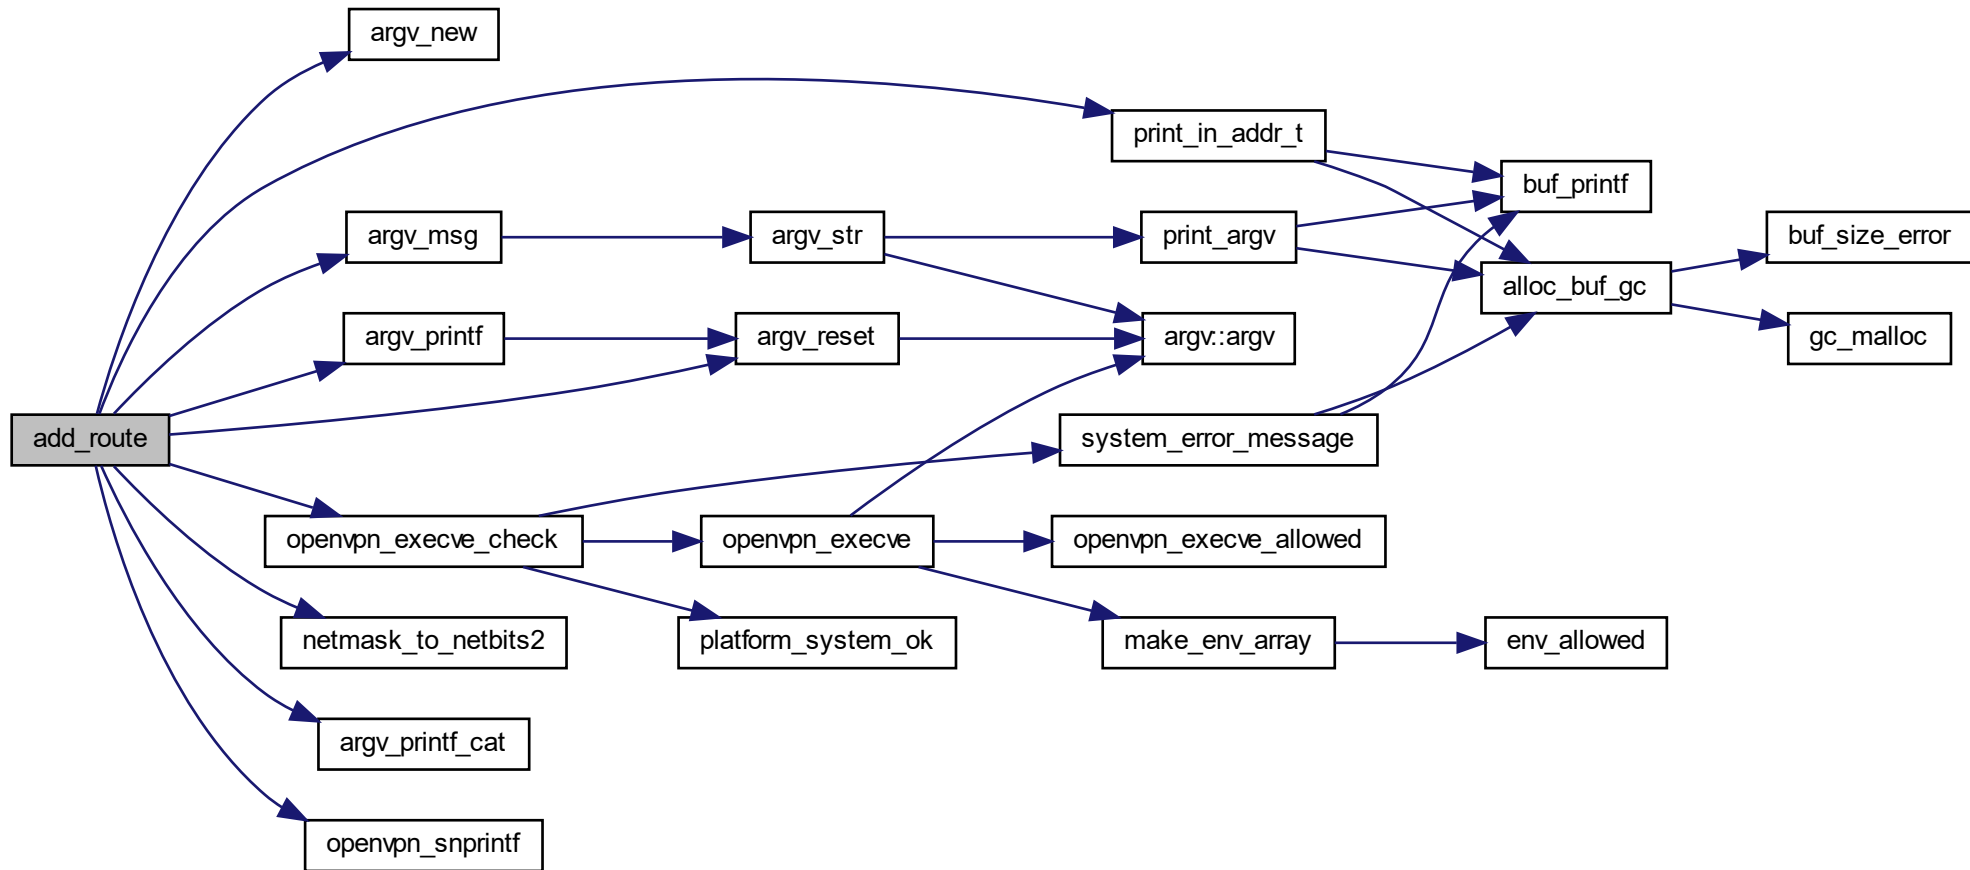 argv_new
print_in_addr_t
buf_printf
argv_msg
argv_str
print_argv
buf_size_error
alloc_buf_gc
argv_printf
argv_reset
argv::argv
gc_malloc
add_route
system_error_message
openvpn_execve_check
openvpn_execve
openvpn_execve_allowed
netmask_to_netbits2
platform_system_ok
make_env_array
env_allowed
argv_printf_cat
openvpn_snprintf